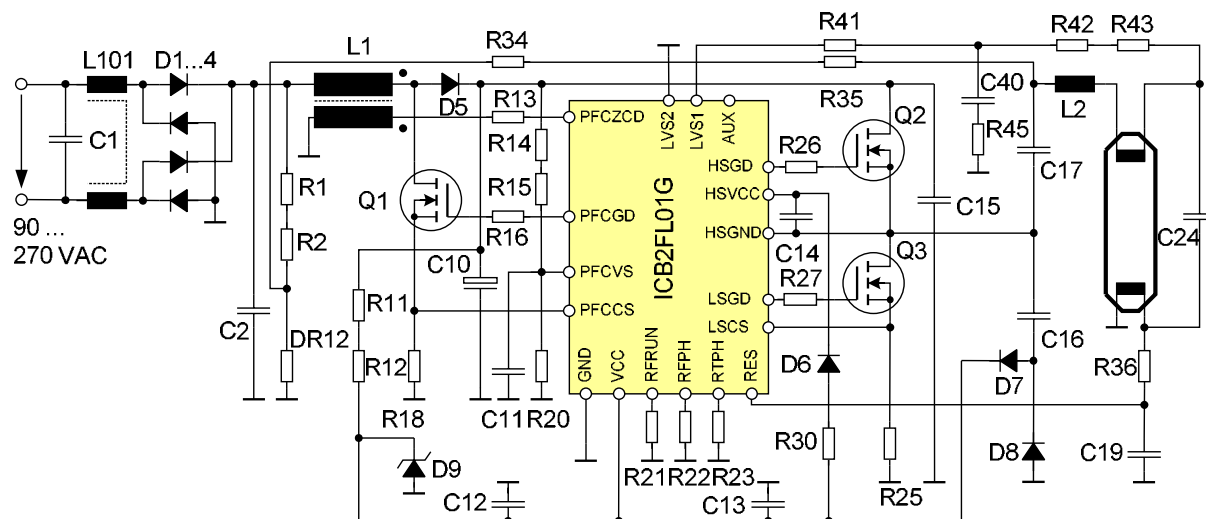 R34
R41
R42
R43
L1
L101
D1...4
C40
D5
R13
R35
L2
C1
PFCZCD
LVS2
LVS1
AUX
Q2
R14
R45
R26
HSGD
C17
R1
R15
Q1
HSVCC
PFCGD
C15
R16
HSGND
C14
90 ...
270 VAC
R2
C24
C10
ICB2FL01G
Q3
PFCVS
R27
R11
LSGD
PFCCS
C2
LSCS
C16
DR12
R12
GND
VCC
RFRUN
RFPH
RTPH
RES
D6
R36
D7
R18
C11
R20
R30
D9
R21
R22
R23
D8
C19
C12
C13
R25